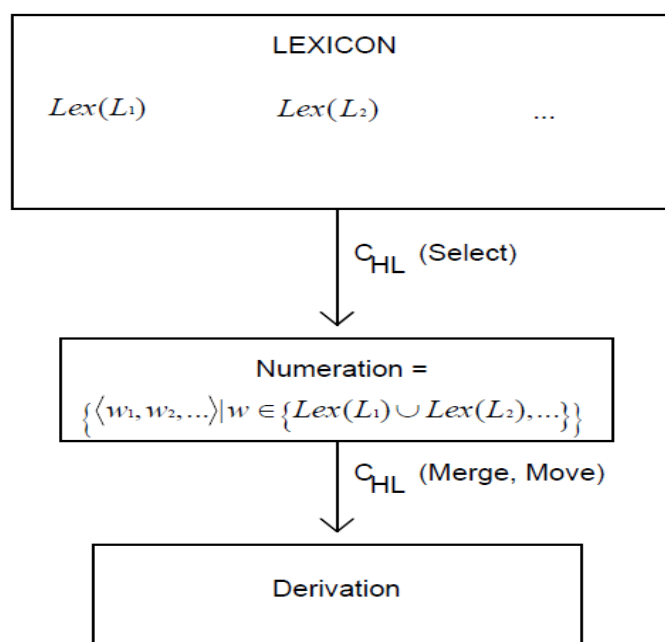 LEXICON
Lex(L₁) Lex(L₂) ...
C_HL (Select)
Numeration =
{⟨w₁, w₂, ...⟩|w ∈ {Lex(L₁) ∪ Lex(L₂),...}}
C_HL (Merge, Move)
Derivation